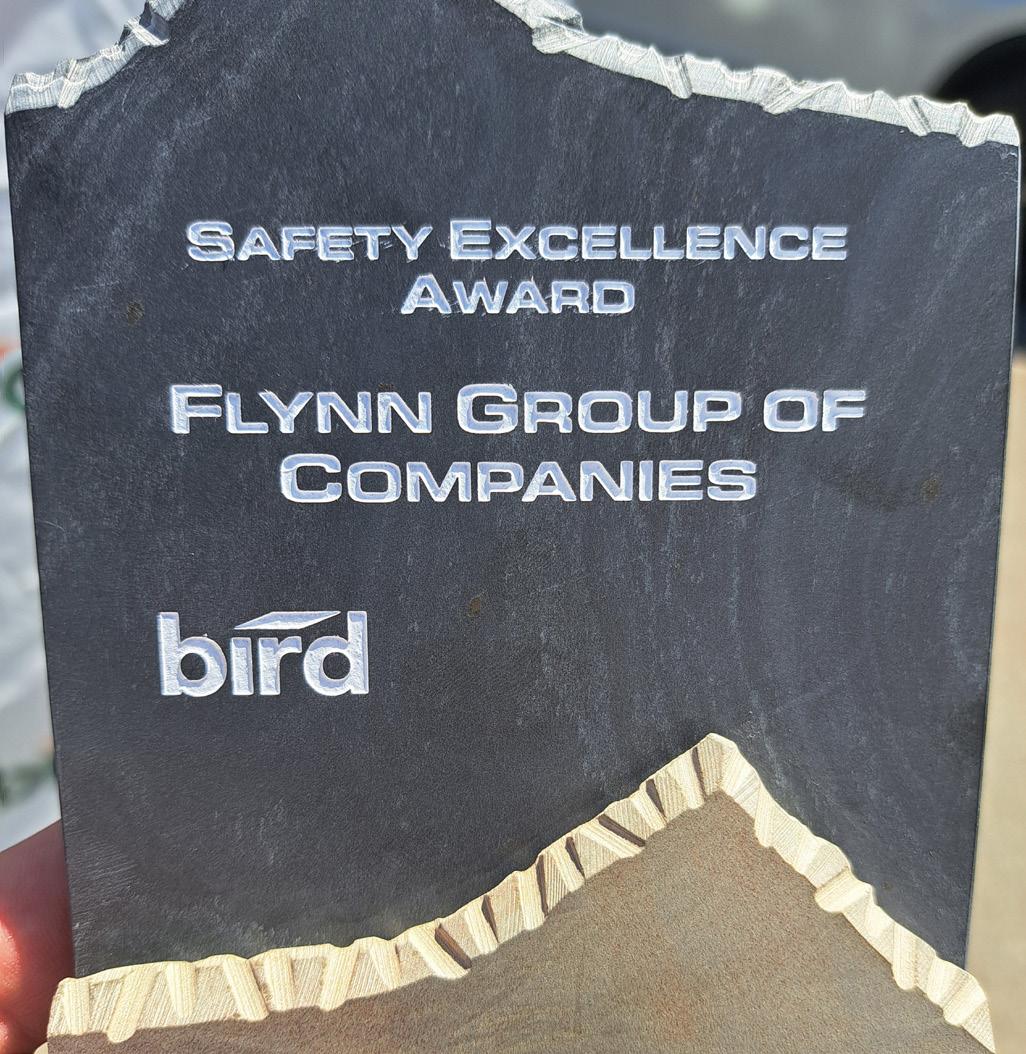 SAFETY EXCELLENCE
AWARD
FLYNN GROUP OF
COMPANIES
bird